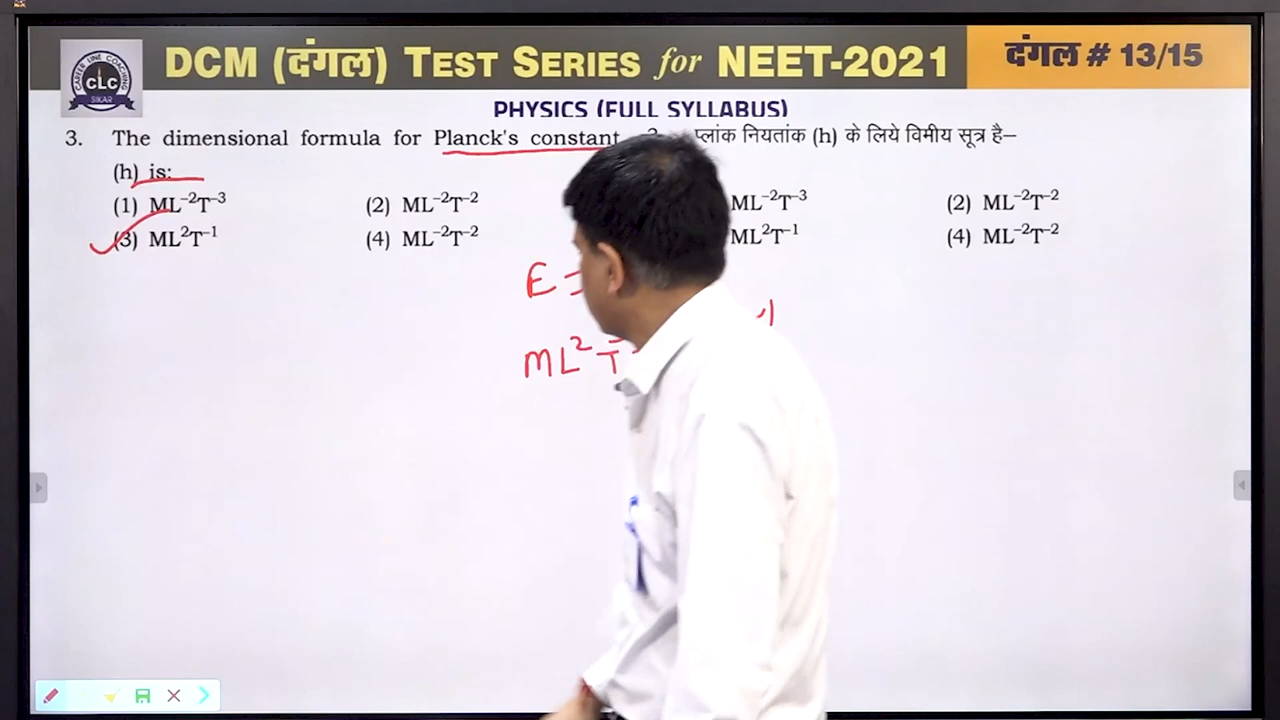 DCM (दंगल) TEST SERIES for NEET-2021
दंगल # 13/15
CAREER LINE COACHING
CLC
SIKAR
PHYSICS (FULL SYLLABUS)
3. The dimensional formula for Planck's constant
(h) is:
(1) ML⁻²T⁻³ (2) ML⁻²T⁻²
(3) ML²T⁻¹ (4) ML⁻²T⁻²
प्लांक नियतांक (h) के लिये विमीय सूत्र है–
ML⁻²T⁻³ (2) ML⁻²T⁻²
ML²T⁻¹ (4) ML⁻²T⁻²
E =
ML² T